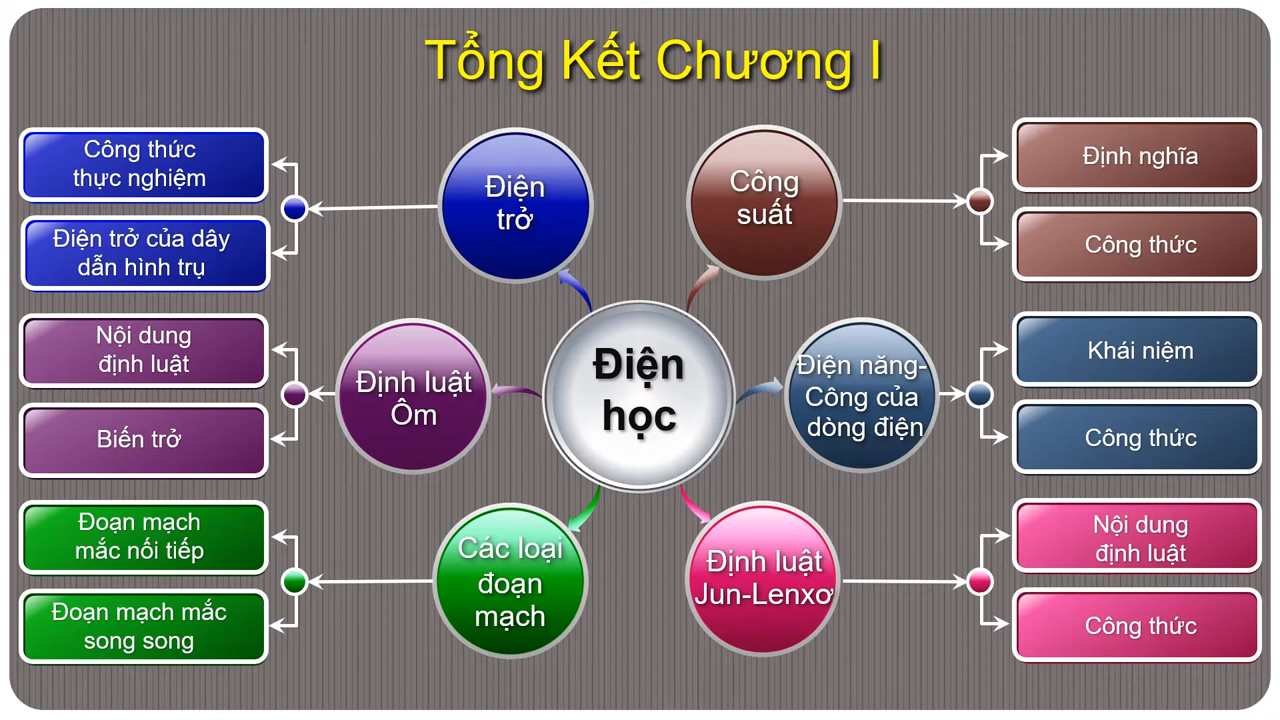 Tổng Kết Chương I
Công thức
thực nghiệm
Điện trở của dây
dẫn hình trụ
Điện
trở
Công
suất
Định nghĩa
Công thức
Nội dung
định luật
Biến trở
Định luật
Ôm
Điện
học
Điện năng-
Công của
dòng điện
Khái niệm
Công thức
Đoạn mạch
mắc nối tiếp
Đoạn mạch mắc
song song
Các loại
đoạn
mạch
Định luật
Jun-Lenxơ
Nội dung
định luật
Công thức